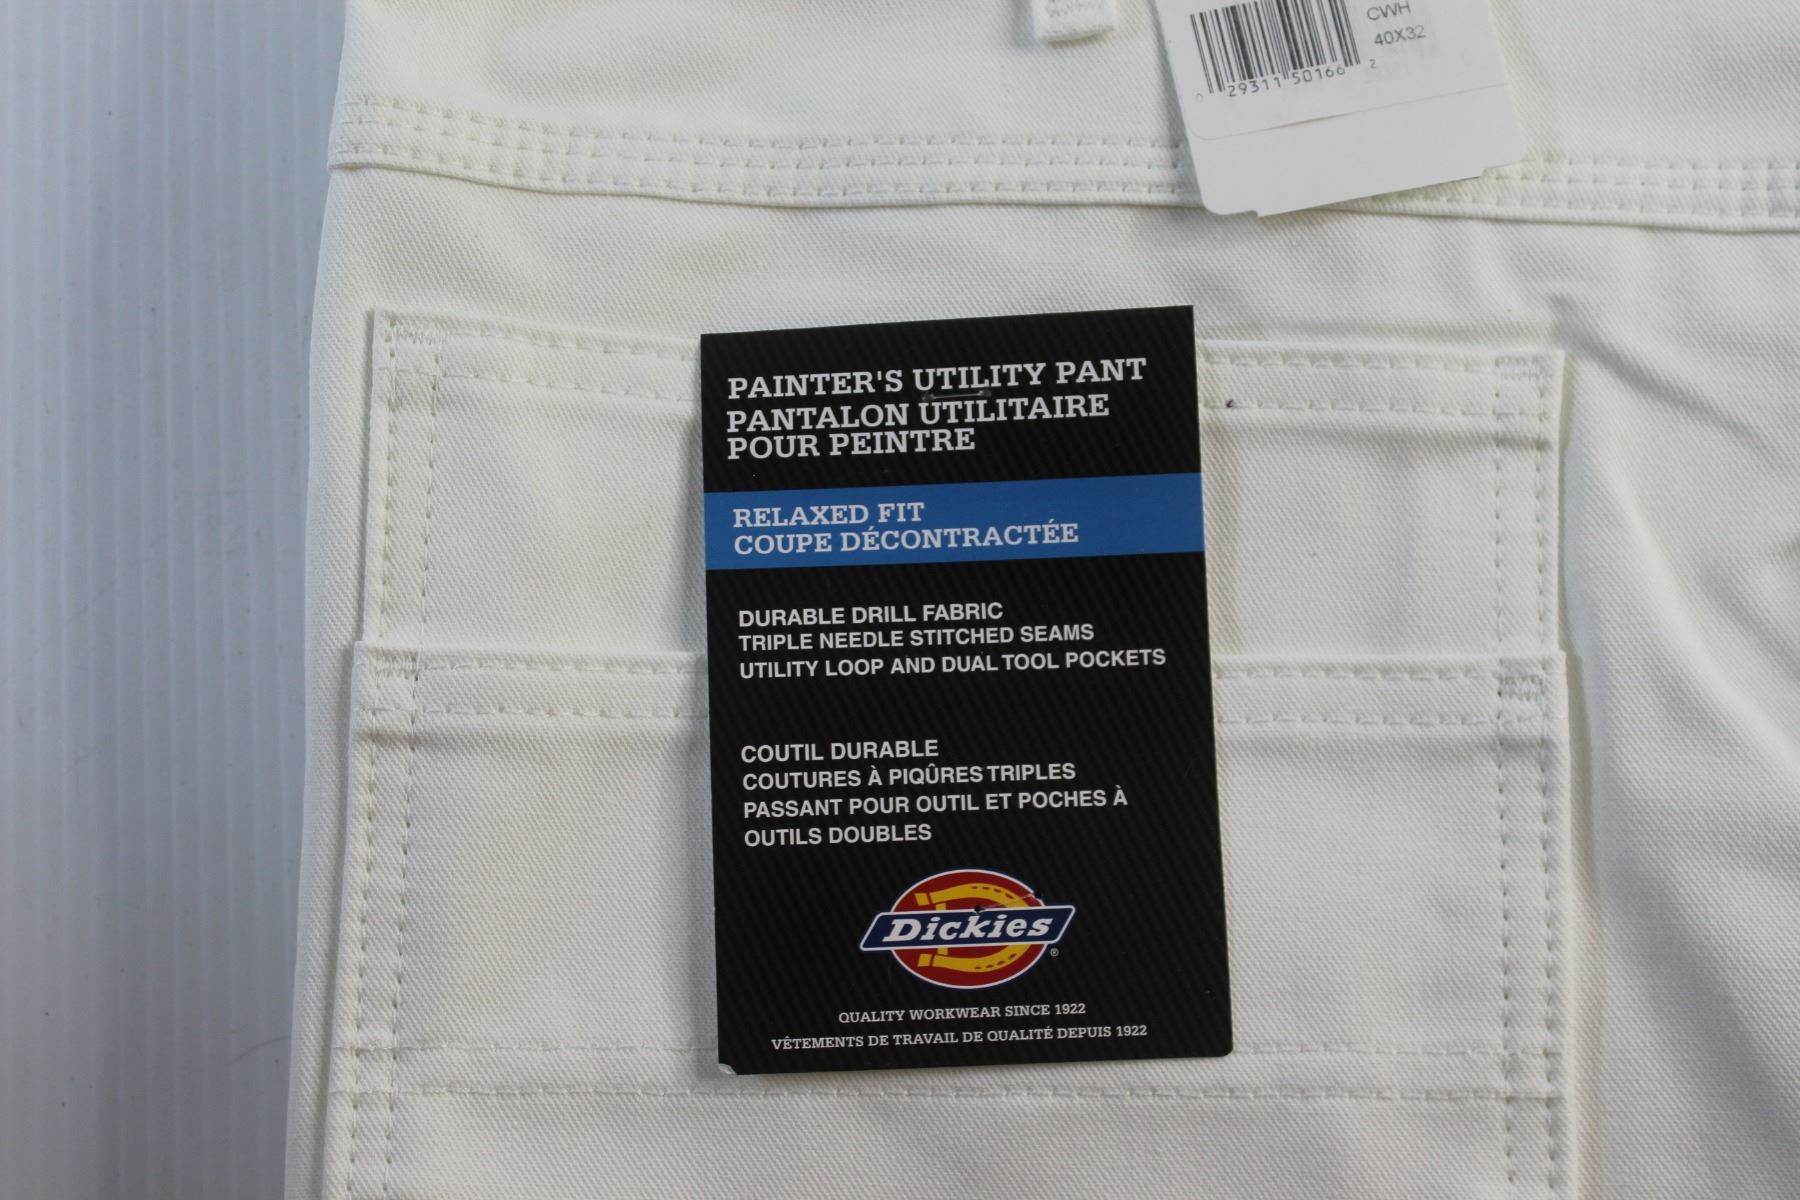 CWH
40X32
0 29311 50166 2
PAINTER'S UTILITY PANT
PANTALON UTILITAIRE
POUR PEINTRE
RELAXED FIT
COUPE DÉCONTRACTÉE
DURABLE DRILL FABRIC
TRIPLE NEEDLE STITCHED SEAMS
UTILITY LOOP AND DUAL TOOL POCKETS
COUTIL DURABLE
COUTURES À PIQÛRES TRIPLES
PASSANT POUR OUTIL ET POCHES À
OUTILS DOUBLES
Dickies®
QUALITY WORKWEAR SINCE 1922
VÊTEMENTS DE TRAVAIL DE QUALITÉ DEPUIS 1922